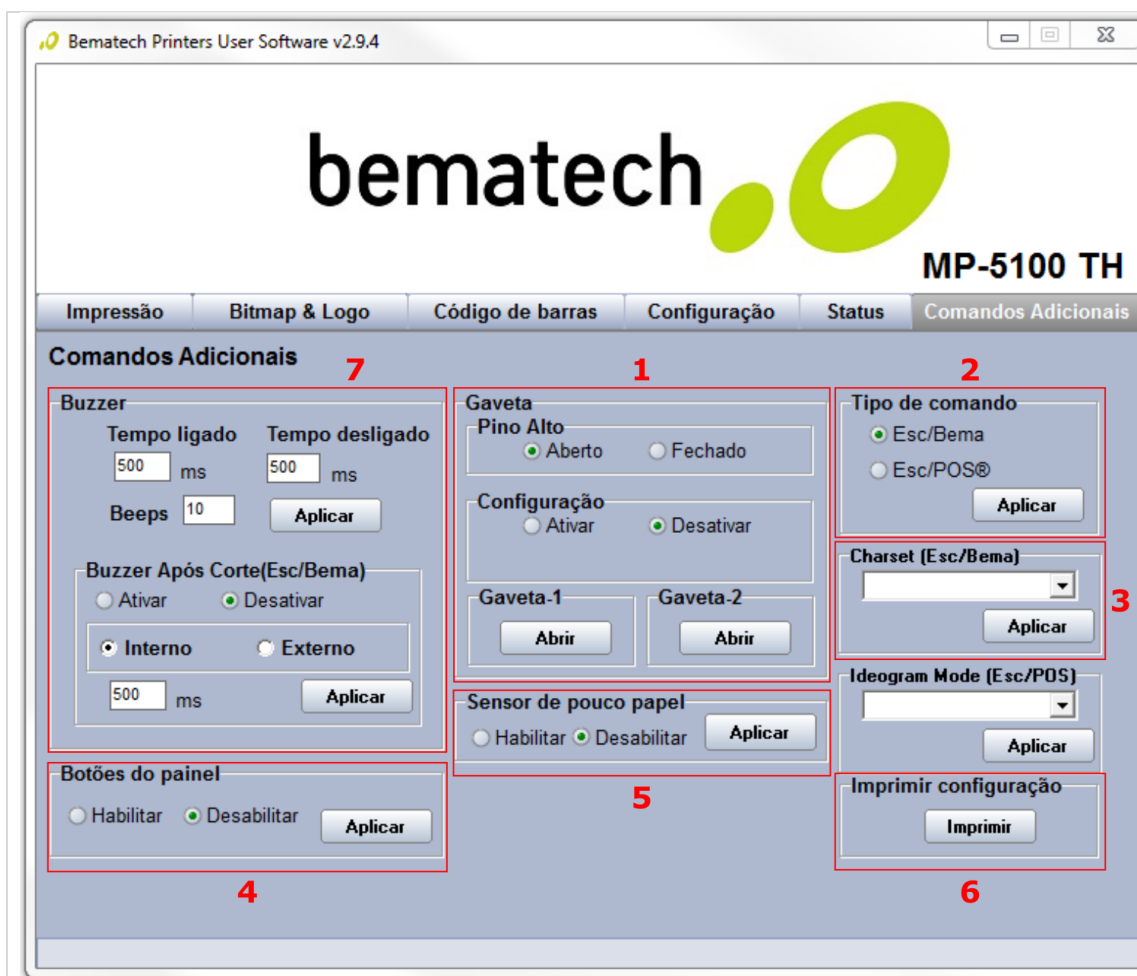 Bematech Printers User Software v2.9.4
bematech
MP-5100 TH
Impressão Bitmap & Logo Código de barras Configuração Status Comandos Adicionais
Comandos Adicionais
7
Buzzer
Tempo ligado Tempo desligado
500 ms 500 ms
Beeps 10 Aplicar
Buzzer Após Corte(Esc/Bema)
Ativar Desativar
Interno Externo
500 ms Aplicar
Botões do painel
Habilitar Desabilitar Aplicar
4
1
Gaveta
Pino Alto
Aberto Fechado
Configuração
Ativar Desativar
Gaveta-1 Gaveta-2
Abrir Abrir
Sensor de pouco papel
Habilitar Desabilitar Aplicar
5
2
Tipo de comando
Esc/Bema
Esc/POS®
Aplicar
Charset (Esc/Bema)
3
Aplicar
Ideogram Mode (Esc/POS)
Aplicar
Imprimir configuração
Imprimir
6